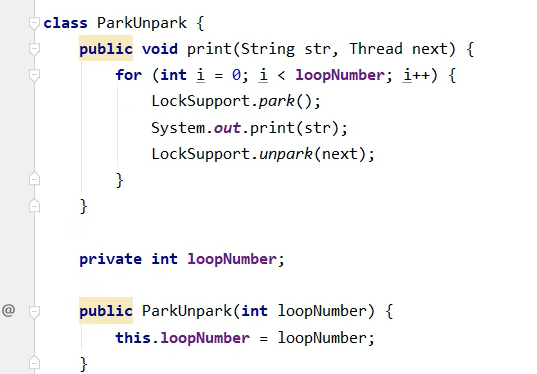 class ParkUnpark {
    public void print(String str, Thread next) {
        for (int i = 0; i < loopNumber; i++) {
            LockSupport.park();
            System.out.print(str);
            LockSupport.unpark(next);
        }
    }
    private int loopNumber;
@   public ParkUnpark(int loopNumber) {
        this.loopNumber = loopNumber;
    }